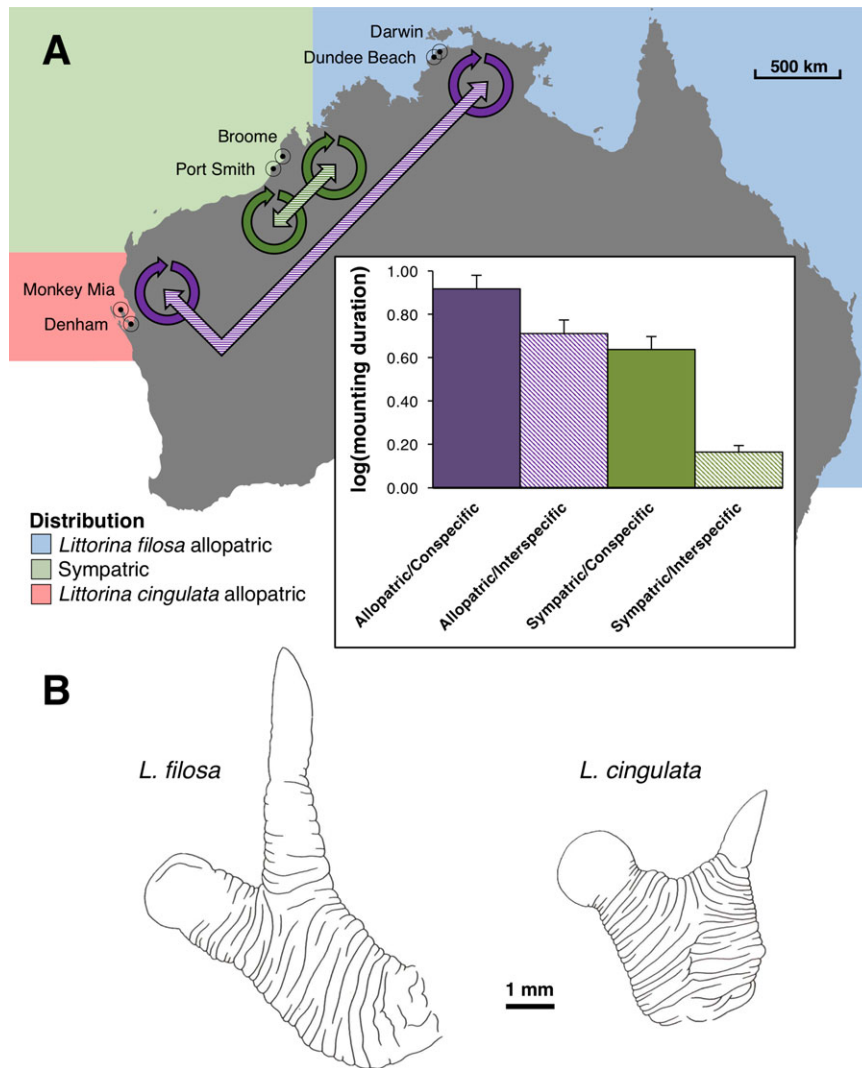 A
Darwin
Dundee Beach
500 km
Broome
Port Smith
Monkey Mia
Denham
Distribution
Littorina filosa allopatric
Sympatric
Littorina cingulata allopatric
log(mounting duration)
1.00
0.80
0.60
0.40
0.20
0.00
Allopatric/Conspecific
Allopatric/Interspecific
Sympatric/Conspecific
Sympatric/Interspecific
B
L. filosa
L. cingulata
1 mm